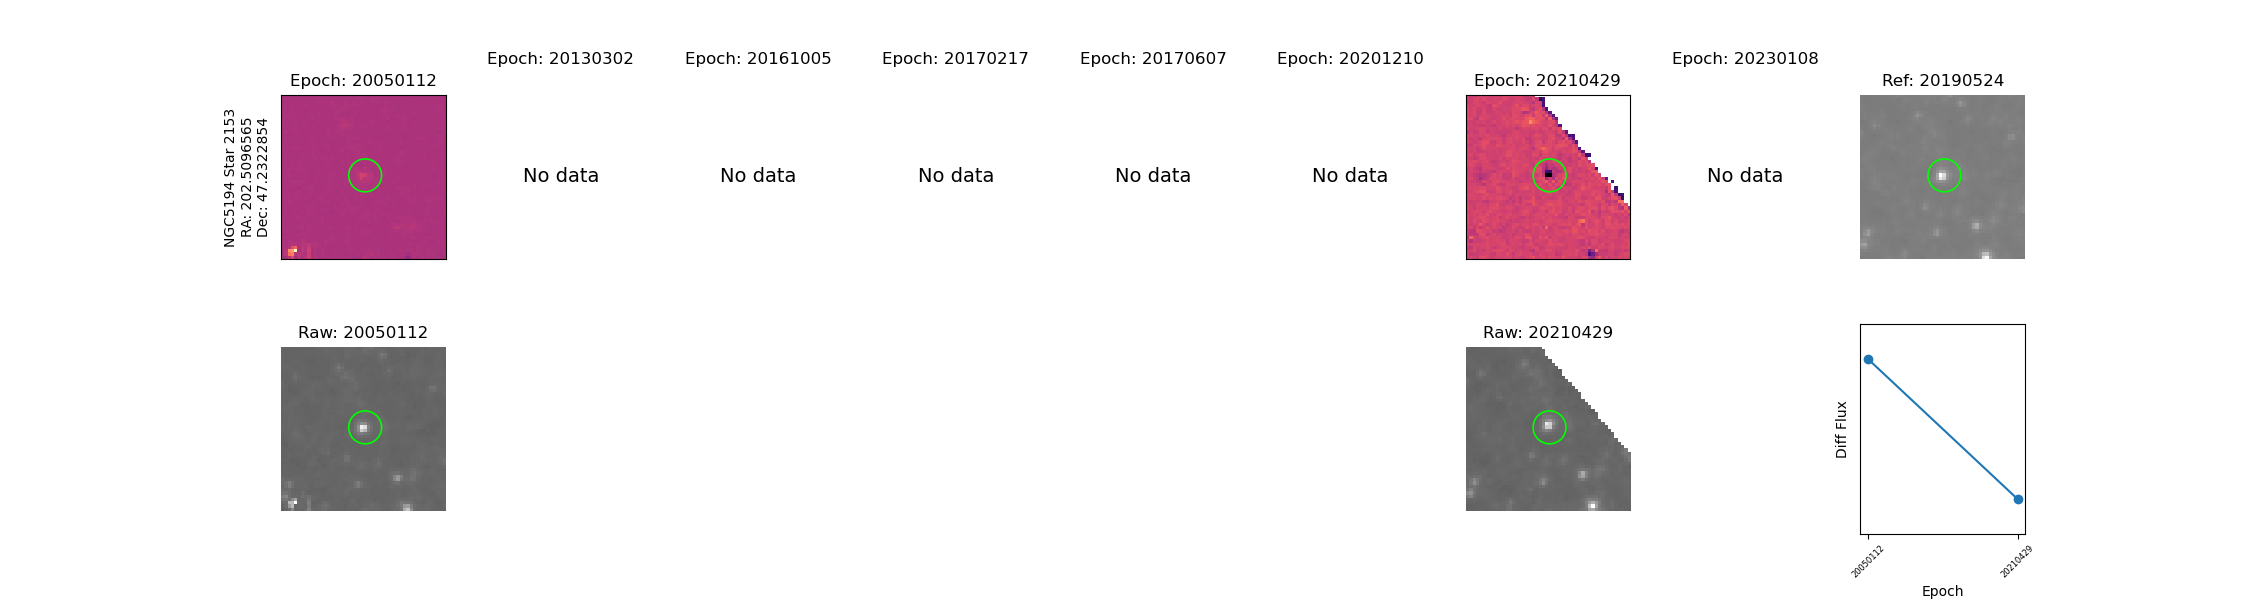 Epoch: 20050112
Epoch: 20130302
Epoch: 20161005
Epoch: 20170217
Epoch: 20170607
Epoch: 20201210
Epoch: 20210429
Epoch: 20230108
Ref: 20190524
NGC5194 Star 2153
RA: 202.5096565
Dec: 47.2322854
No data
No data
No data
No data
No data
No data
Raw: 20050112
Raw: 20210429
Diff Flux
20050112
20210429
Epoch